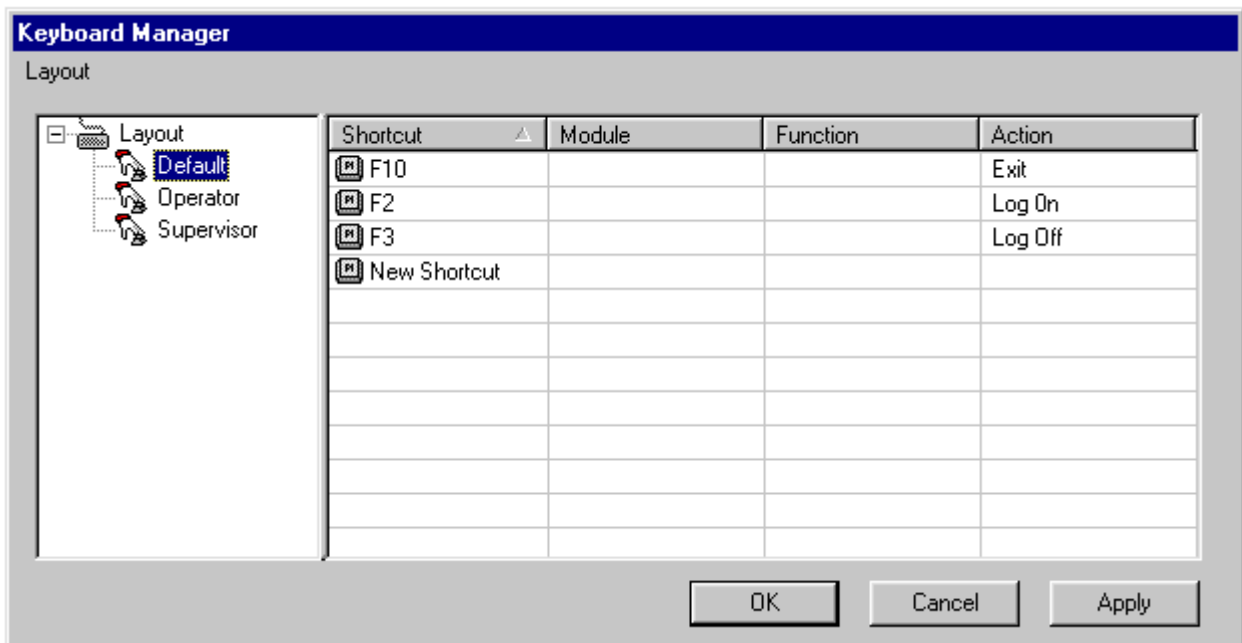 Keyboard Manager
Layout
Layout
Default
Operator
Supervisor
Shortcut Module Function Action
F10 Exit
F2 Log On
F3 Log Off
New Shortcut
OK Cancel Apply